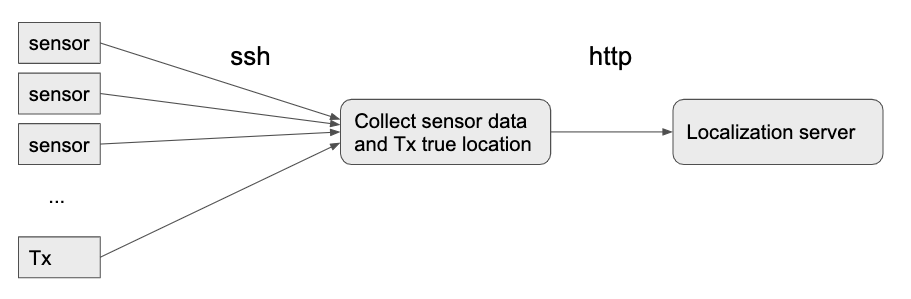 sensor
ssh
http
sensor
Collect sensor data
and Tx true location
Localization server
sensor
...
Tx